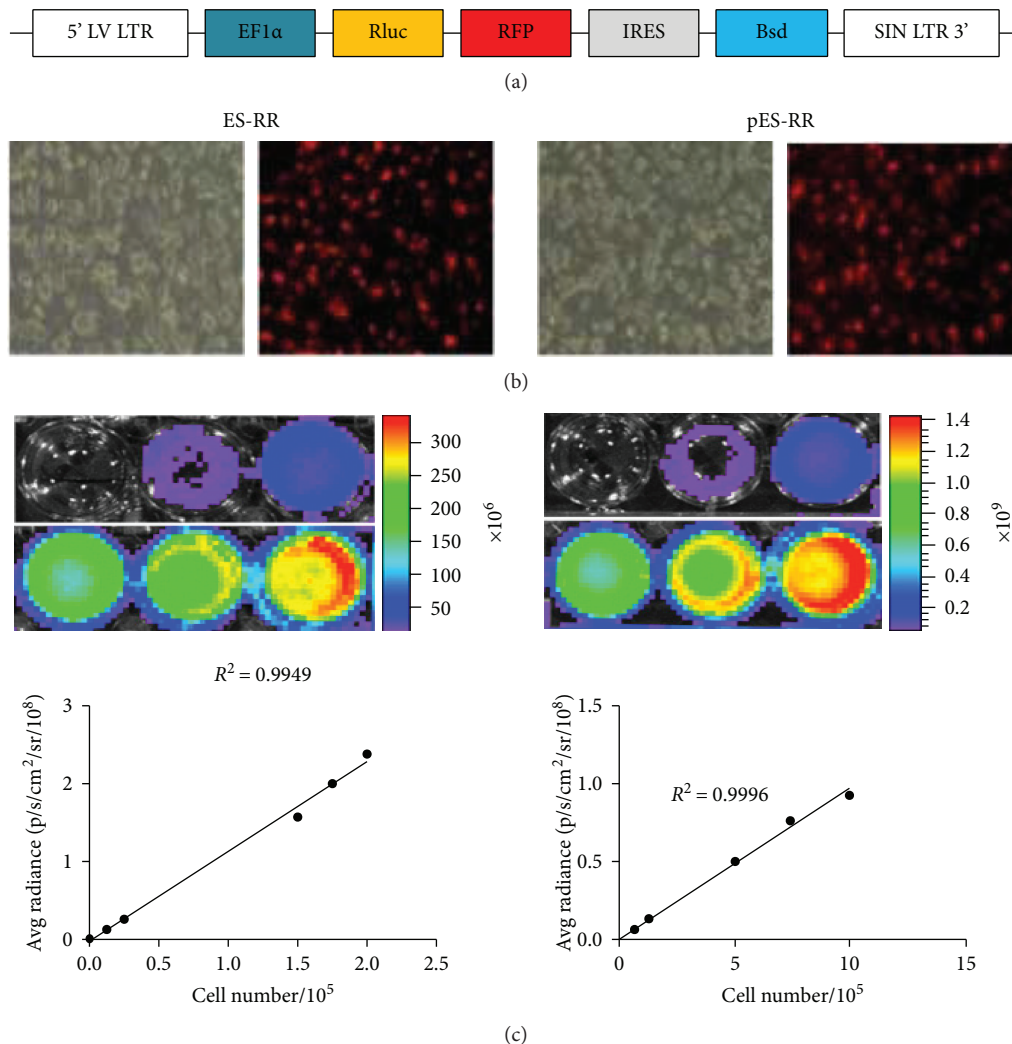 5' LV LTR EF1α Rluc RFP IRES Bsd SIN LTR 3'
(a)
ES-RR pES-RR
(b)
300
250
200
150
100
50
×10⁶
1.4
1.2
1.0
0.8
0.6
0.4
0.2
×10⁹
R² = 0.9949
3
2
1
0
Avg radiance (p/s/cm²/sr/10⁸)
0.0 0.5 1.0 1.5 2.0 2.5
Cell number/10⁵
R² = 0.9996
1.5
1.0
0.5
0.0
Avg radiance (p/s/cm²/sr/10⁸)
0 5 10 15
Cell number/10⁵
(c)